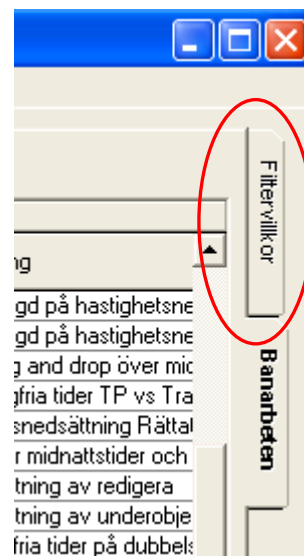 Filtervillkor
ng
gd på hastighetsne
gd på hastighetsne
g and drop över mid
gfria tider TP vs Tra
snedsättning Rättat
r midnattstider och
tning av redigera
tning av underobje
fria tider på dubbels
Banarbeten